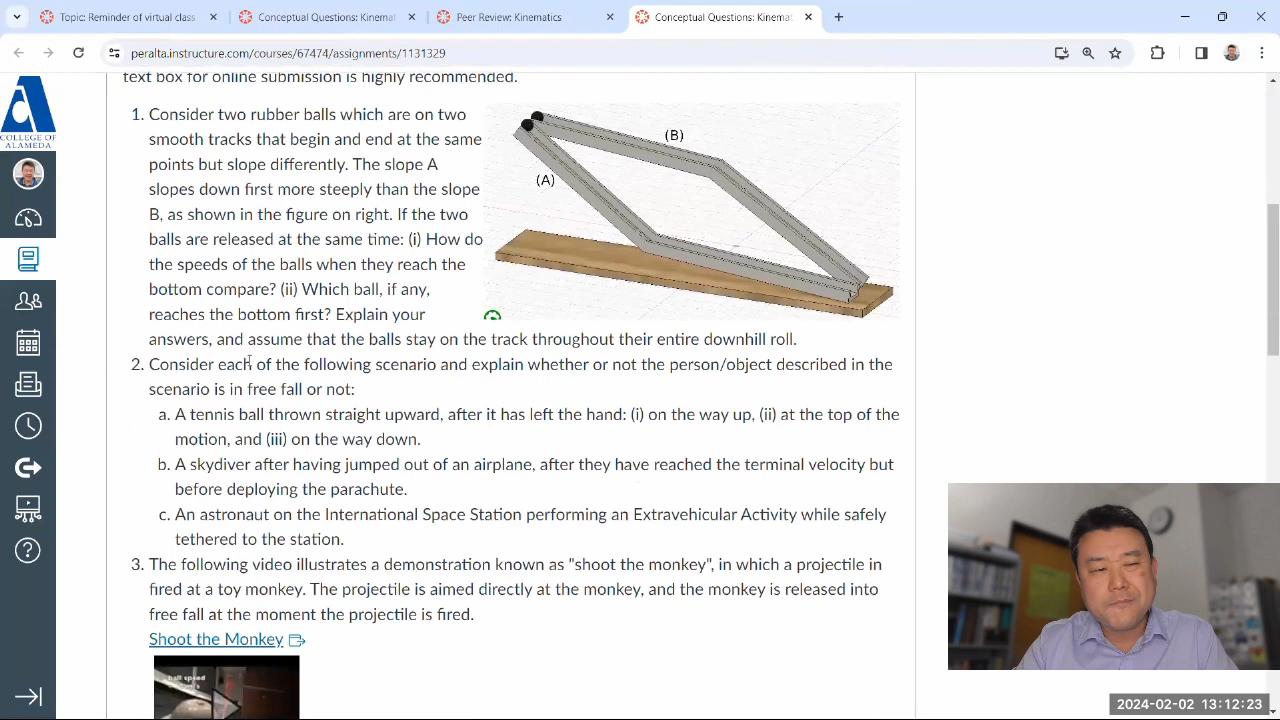 Topic: Reminder of virtual class
Conceptual Questions: Kinemat
Peer Review: Kinematics
Conceptual Questions: Kinemat
peralta.instructure.com/courses/67474/assignments/1131329
text box for online submission is highly recommended.
COLLEGE OF
ALAMEDA
1. Consider two rubber balls which are on two
smooth tracks that begin and end at the same
points but slope differently. The slope A
slopes down first more steeply than the slope
B, as shown in the figure on right. If the two
balls are released at the same time: (i) How do
the speeds of the balls when they reach the
bottom compare? (ii) Which ball, if any,
reaches the bottom first? Explain your
answers, and assume that the balls stay on the track throughout their entire downhill roll.
(B)
(A)
2. Consider each of the following scenario and explain whether or not the person/object described in the
scenario is in free fall or not:
a. A tennis ball thrown straight upward, after it has left the hand: (i) on the way up, (ii) at the top of the
motion, and (iii) on the way down.
b. A skydiver after having jumped out of an airplane, after they have reached the terminal velocity but
before deploying the parachute.
c. An astronaut on the International Space Station performing an Extravehicular Activity while safely
tethered to the station.
3. The following video illustrates a demonstration known as "shoot the monkey", in which a projectile in
fired at a toy monkey. The projectile is aimed directly at the monkey, and the monkey is released into
free fall at the moment the projectile is fired.
Shoot the Monkey
ball speed
2024-02-02 13:12:23